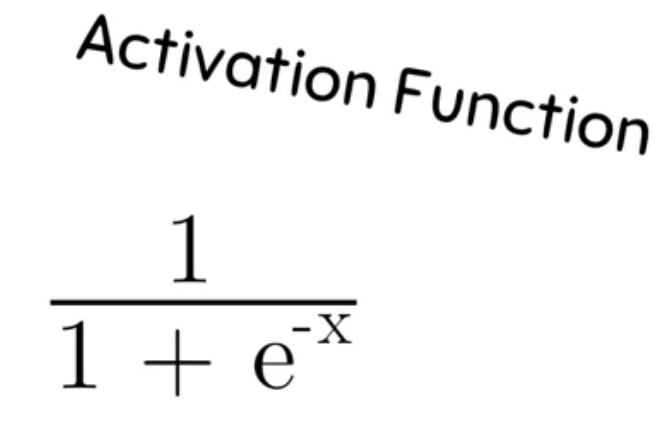 Activation Function
1
1 + e^-x